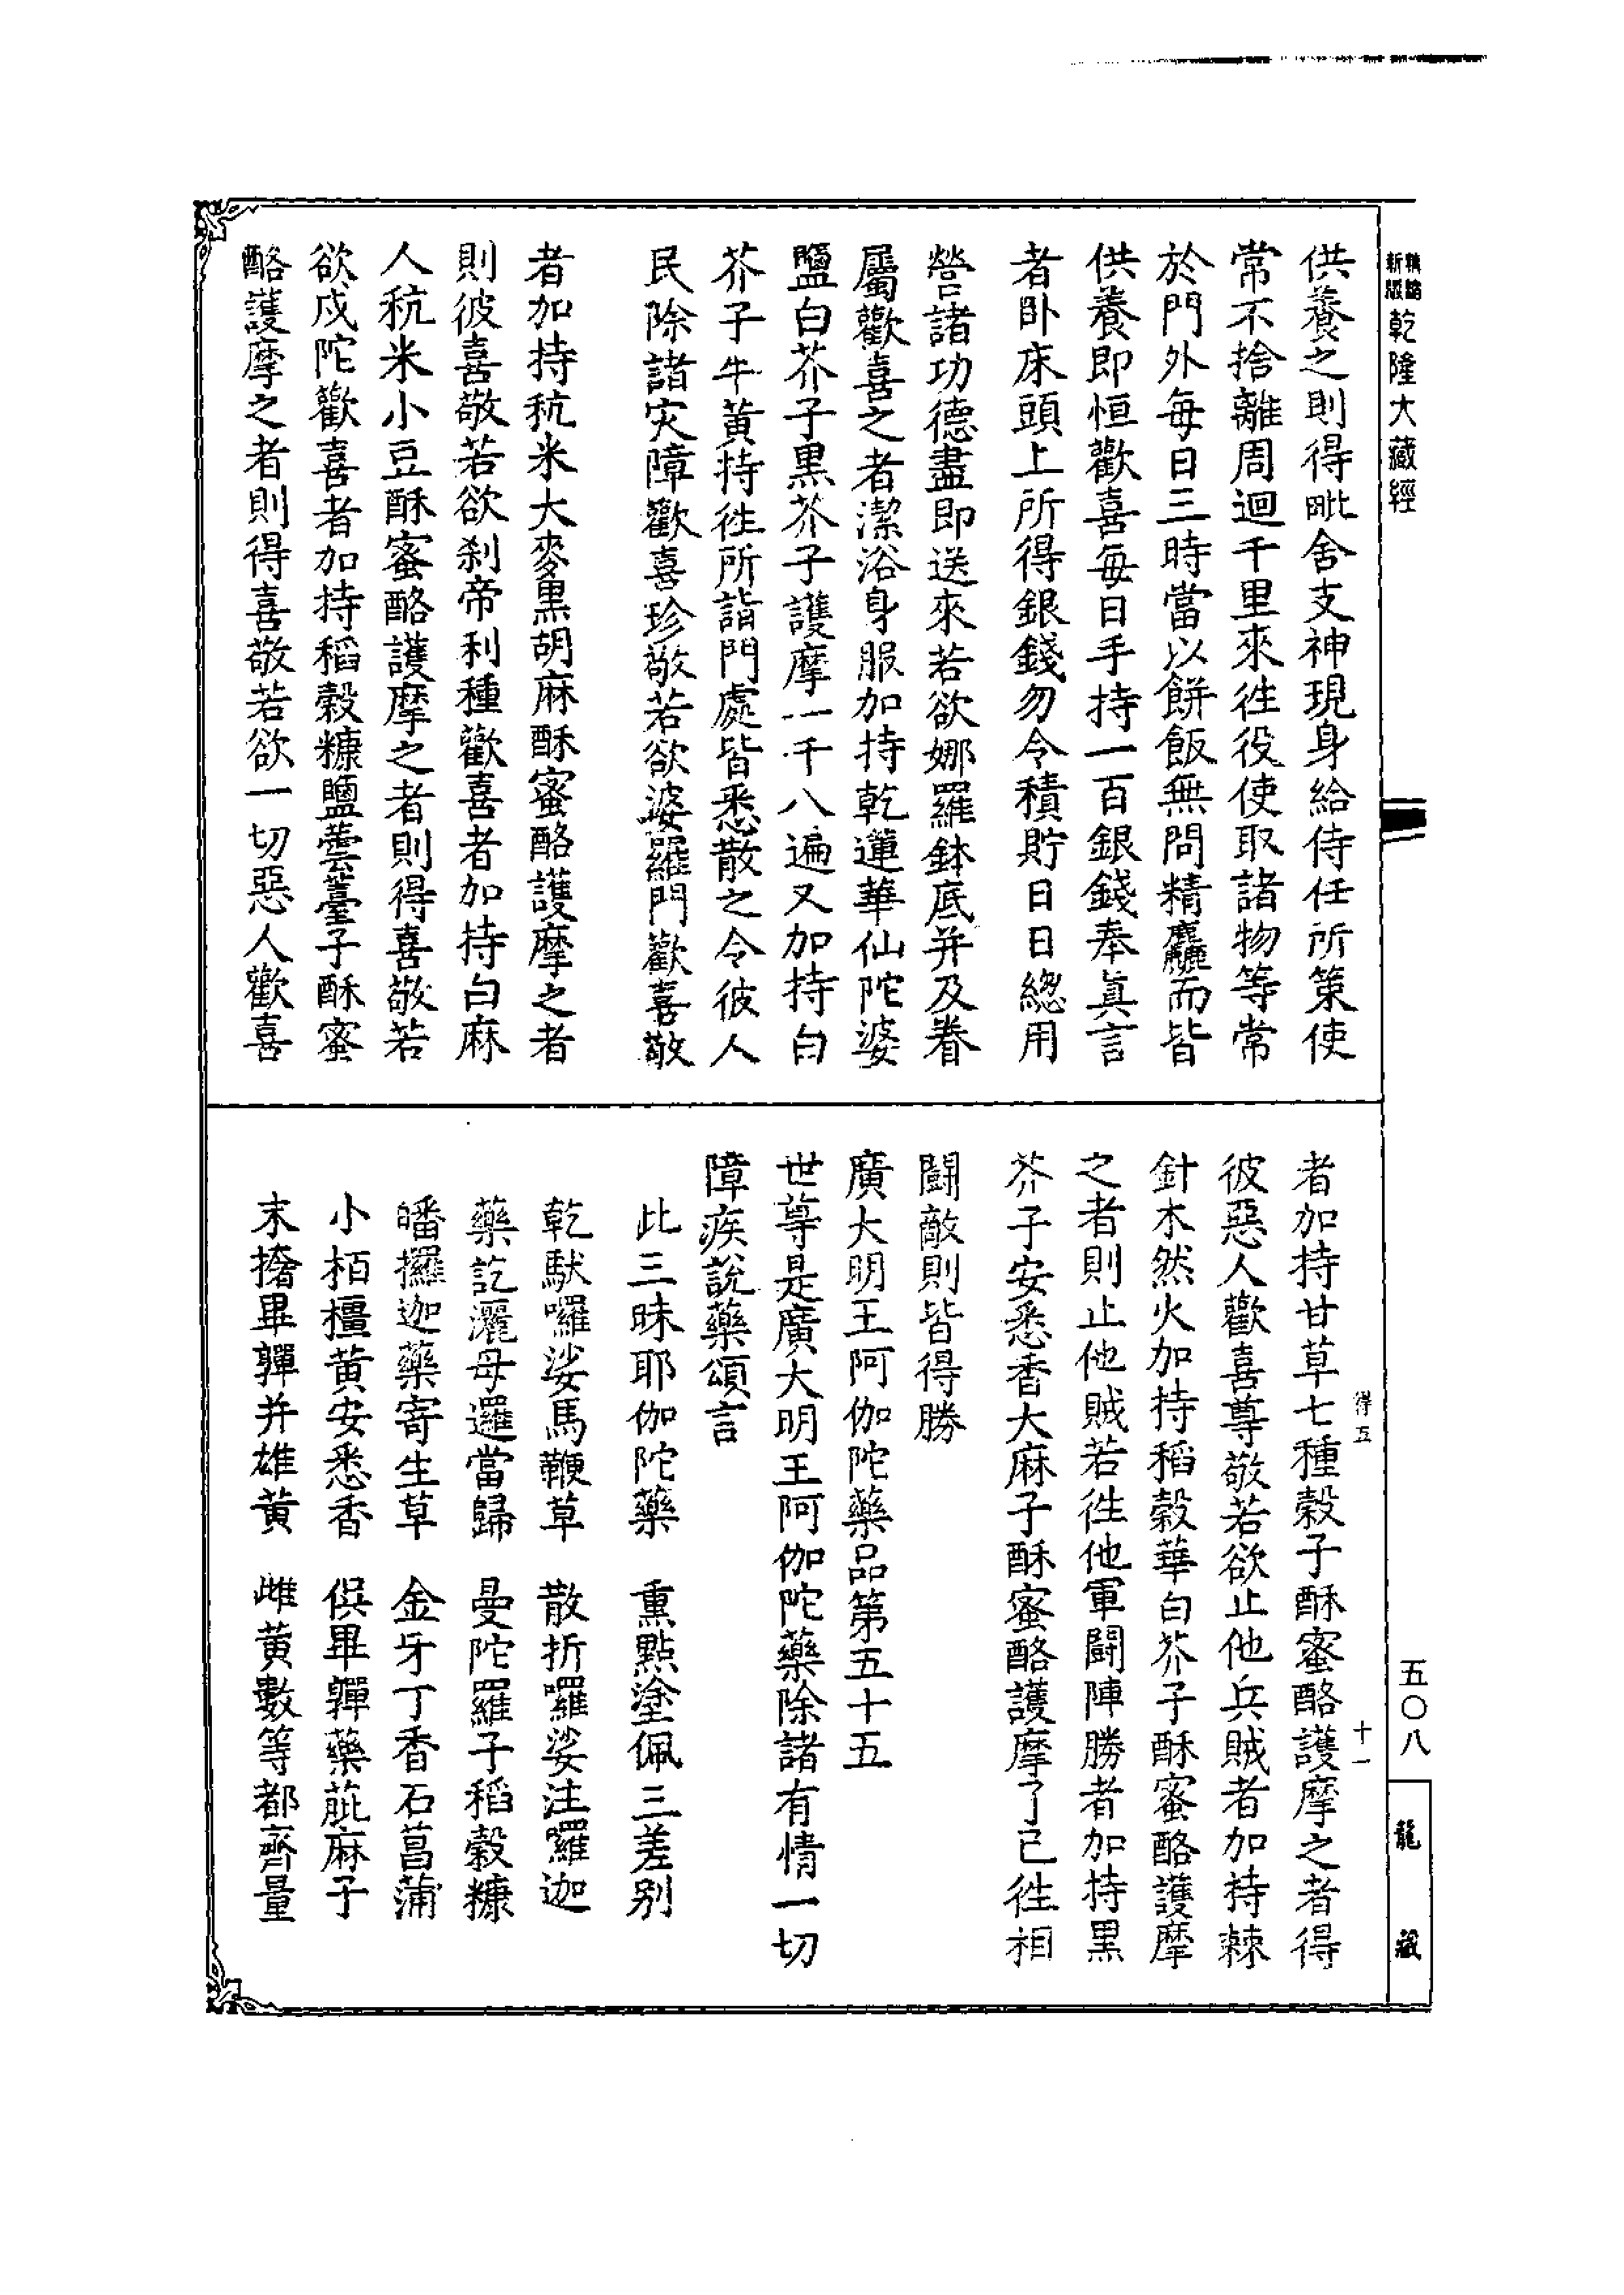 新版 乾隆大藏經
供養之則得毗舍支神現身給侍任所策使
常不捨離周迴千里來往役使取諸物等常
於門外每日三時當以餅飯無問精麤而皆
供養即恒歡喜每日手持一百銀錢奉真言
者卧床頭上所得銀錢勿令積貯日日總用
營諸功德盡即送來若欲娜羅鉢底并及眷
屬歡喜之者潔浴身服加持乾蓮華仙陀婆
鹽白芥子黑芥子護摩一千八遍又加持白
芥子牛黃持往所詣門處皆悉散之令彼人
民除諸灾障歡喜珍敬若欲婆羅門歡喜敬
者加持秔米大麥黑胡麻酥蜜酪護摩之者
則彼喜敬若欲剎帝利種歡喜者加持白麻
人秔米小豆酥蜜酪護摩之者則得喜敬若
欲戍陀歡喜者加持稻穀糠鹽蕓薹子酥蜜
酪護摩之者則得喜敬若欲一切惡人歡喜
得五 十一
者加持甘草七種穀子酥蜜酪護摩之者得
彼惡人歡喜尊敬若欲止他兵賊者加持棘
針木然火加持稻穀華白芥子酥蜜酪護摩
之者則止他賊若往他軍鬪陣勝者加持黑
芥子安悉香大麻子酥蜜酪護摩了已往相
鬪敵則皆得勝
廣大明王阿伽陀藥品第五十五
世尊是廣大明王阿伽陀藥除諸有情一切
障疾說藥頌言
此三昧耶伽陀藥 熏點塗佩三差別
乾馱囉娑馬鞭草 散折囉娑注囉迦
藥訖灑母邏當歸 曼陀羅子稻穀糠
皤攞迦藥寄生草 金牙丁香石菖蒲
小栢橿黃安悉香 俱畢嚲藥萉麻子
末搚畢嚲并雄黃 雌黃數等都齊量
五〇八
龍藏